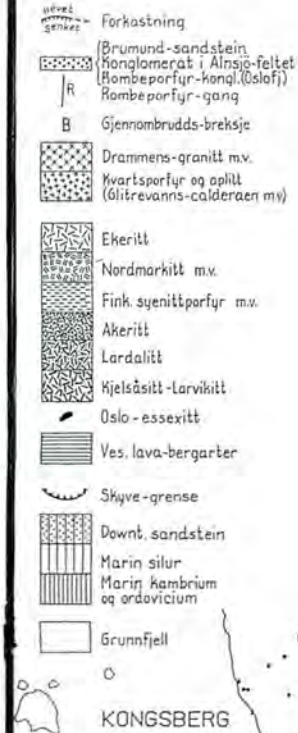 hevet
senket
Forkastning
Brumund-sandstein
Konglomerat i Alnsjö-feltet
Rombeporfyr-kongl.(Oslofj)
R Rombeporfyr-gang
B Gjennombrudds-breksje
Drammens-granitt m.v.
Kvartsporfyr og aplitt
(Glitrevanns-calderaen m.v)
Ekeritt
Nordmarkitt m.v.
Fink. syenittporfyr m.v.
Akeritt
Lardalitt
Kjelsåsitt-Larvikitt
Oslo-essexitt
Ves. lava-bergarter
Skyve-grense
Downt. sandstein
Marin silur
Marin kambrium
og ordovicium
Grunnfjell
KONGSBERG